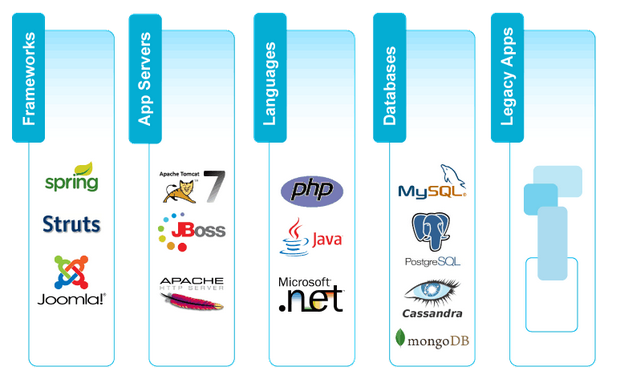 Frameworks
spring
Struts
Joomla!®
App Servers
Apache Tomcat™
7
JBoss
APACHE
HTTP SERVER
Languages
php
Java
Microsoft®
.net
Databases
MySQL®
PostgreSQL
Cassandra
mongoDB
Legacy Apps